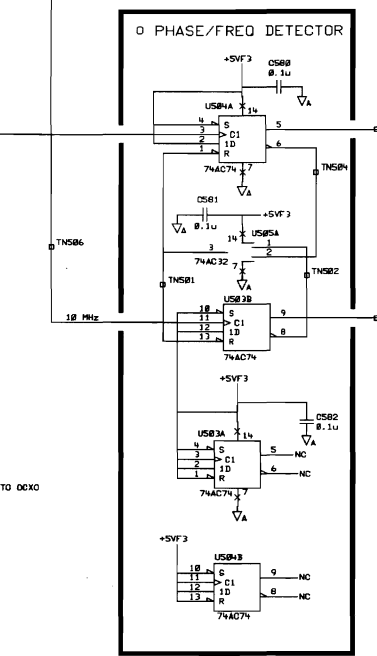 O PHASE/FREQ DETECTOR
+5VF3
C580
0.1u
A
U504A
14
4 S
3 C1
2 1D
1 R
5
6
74AC74
7
A
TN504
C581
0.1u
A
+5VF3
14
U505A
3
1
2
74AC32
7
A
TN506
TN501
TN502
10 MHz
U503B
10 S
11 C1
12 1D
13 R
9
8
74AC74
+5VF3
C582
0.1u
A
U503A
14
4 S
3 C1
2 1D
1 R
5 NC
6 NC
74AC74
7
A
TO OCXO
+5VF3
U504B
10 S
11 C1
12 1D
13 R
9 NC
8 NC
74AC74